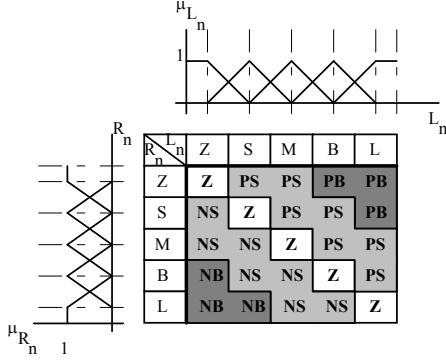 μLn
1
Ln
Rn
Rn Ln Z S M B L
Z Z PS PS PB PB
S NS Z PS PS PB
M NS NS Z PS PS
B NB NS NS Z PS
L NB NB NS NS Z
μRn 1